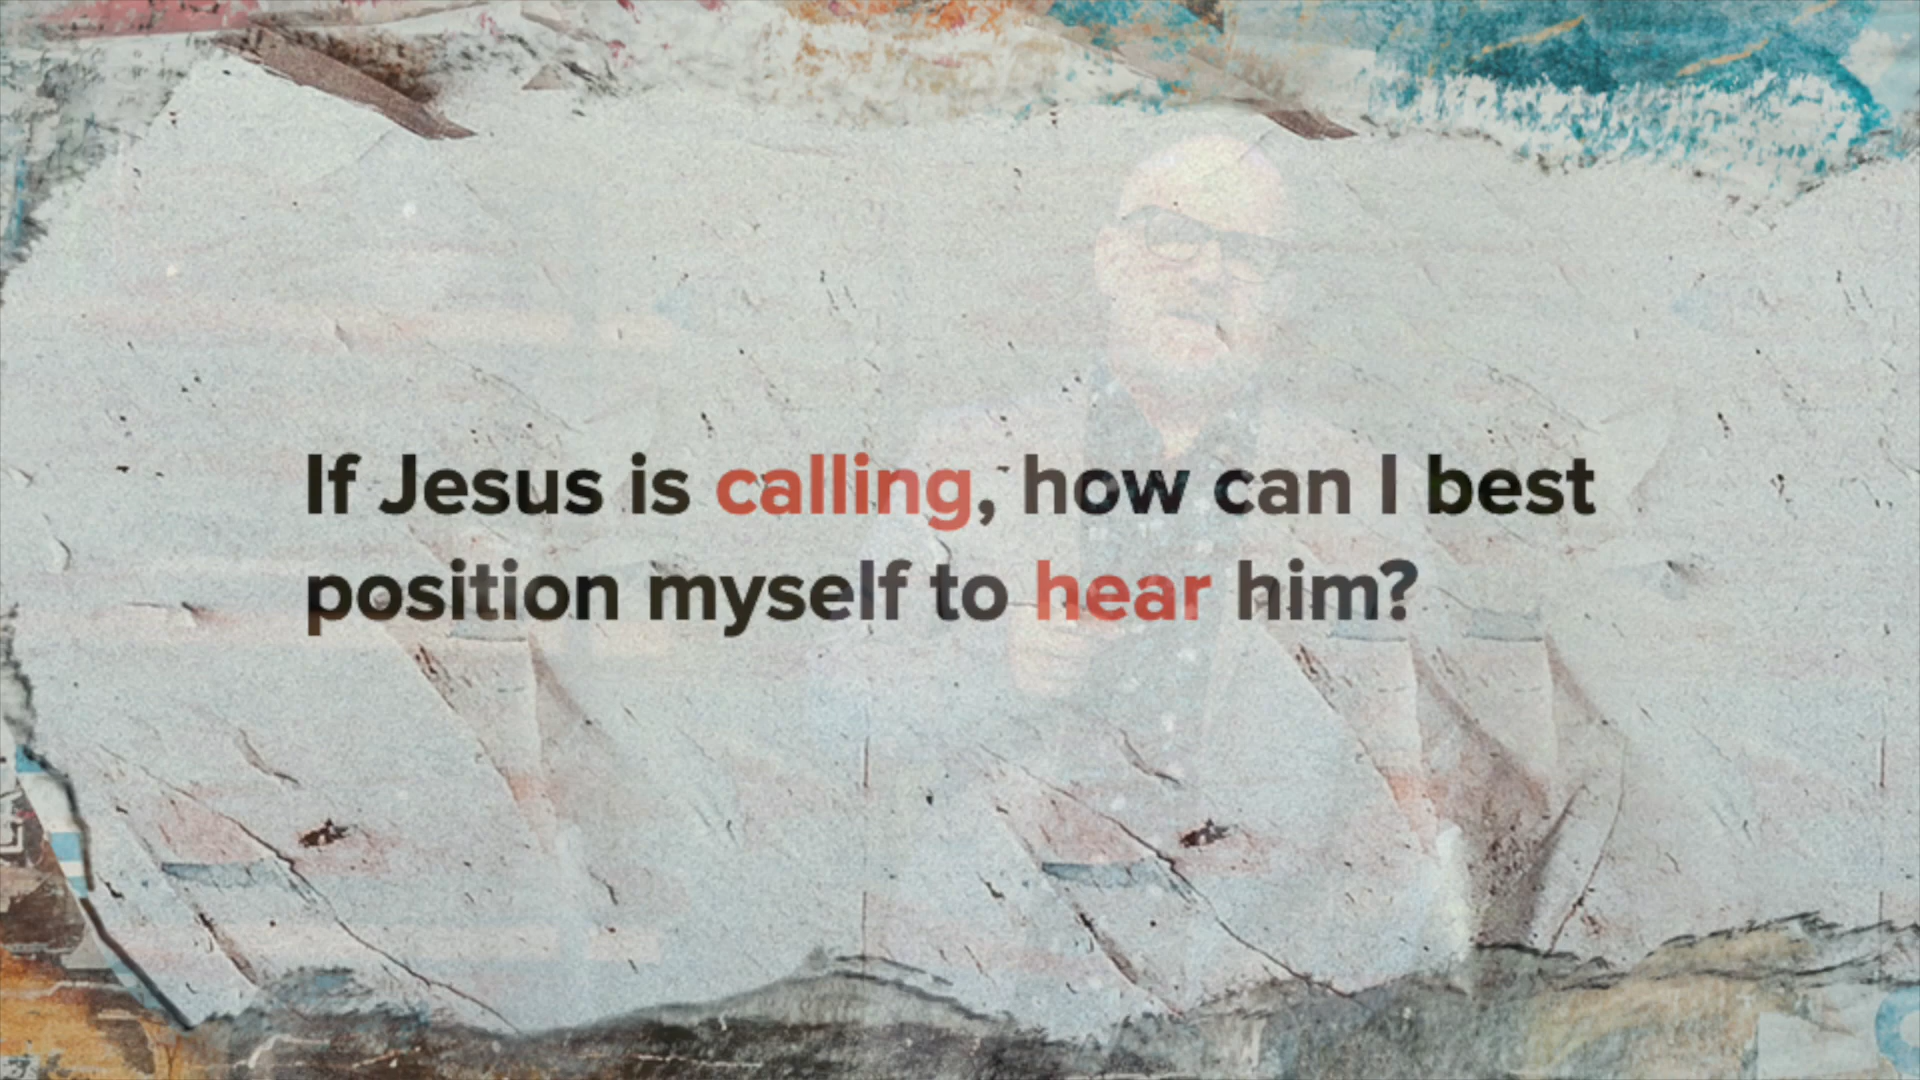 If Jesus is calling, how can I best
position myself to hear him?